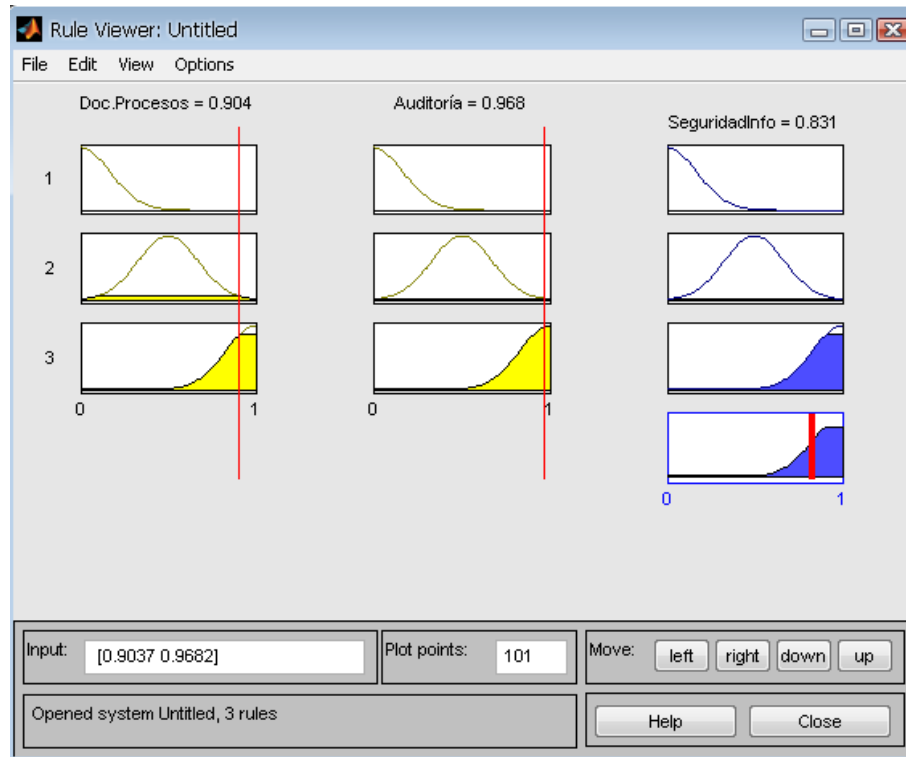 Rule Viewer: Untitled
File Edit View Options
Doc.Procesos = 0.904 Auditoría = 0.968
SeguridadInfo = 0.831
1
2
3
0 1 0 1
0 1
Input: [0.9037 0.9682] Plot points: 101 Move: left right down up
Opened system Untitled, 3 rules Help Close